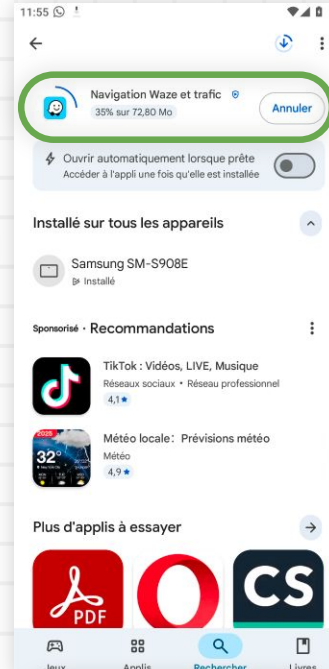 11:55
Navigation Waze et trafic
35% sur 72,80 Mo
Annuler
Ouvrir automatiquement lorsque prête
Accéder à l'appli une fois qu'elle est installée
Installé sur tous les appareils
Samsung SM-S908E
Installé
Sponsorisé · Recommandations
TikTok : Vidéos, LIVE, Musique
Réseaux sociaux • Réseau professionnel
4,1★
2025
32°
Météo locale: Prévisions météo
Météo
4,9★
Plus d'applis à essayer
PDF
CS
Jeux
Applis
Rechercher
Livres